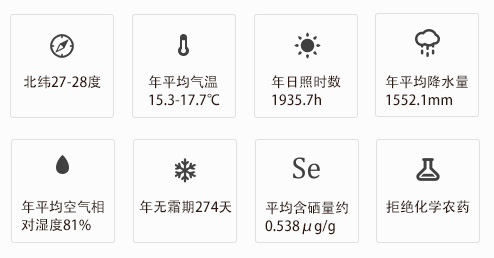 北纬27-28度
年平均气温
15.3-17.7℃
年日照时数
1935.7h
年平均降水量
1552.1mm
年平均空气相
对湿度81%
年无霜期274天
Se
平均含硒量约
0.538μg/g
拒绝化学农药